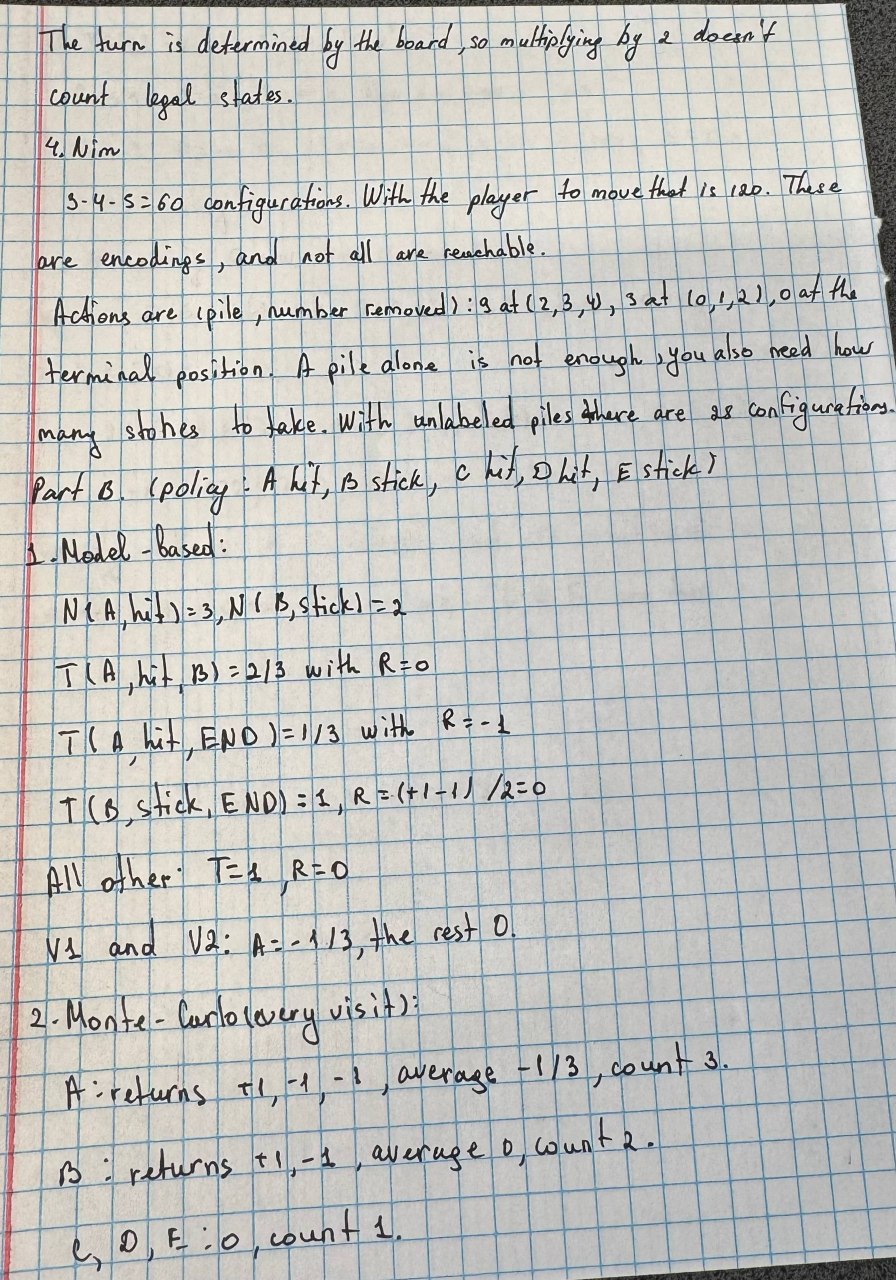 The turn is determined by the board, so multiplying by 2 doesn't
count legal states.
4. Nim
3-4-5=60 configurations. With the player to move that is 120. These
are encodings, and not all are reachable.
Actions are (pile, number removed): 9 at (2,3,4), 3 at (0,1,2), 0 at the
terminal position. A pile alone is not enough, you also need how
many stones to take. With unlabeled piles there are 28 configurations.
Part B. (policy: A hit, B stick, C hit, D hit, E stick)
1. Model-based:
N(A, hit)=3, N(B, stick)=2
T(A, hit, B)=2/3 with R=0
T(A, hit, END)=1/3 with R=-1
T(B, stick, END)=1, R=(+1-1)/2=0
All other: T=1, R=0
V1 and V2: A=-1/3, the rest 0.
2-Monte-Carlo(every visit):
A: returns +1, -1, -1, average -1/3, count 3.
B: returns +1, -1, average 0, count 2.
C, D, E: 0, count 1.